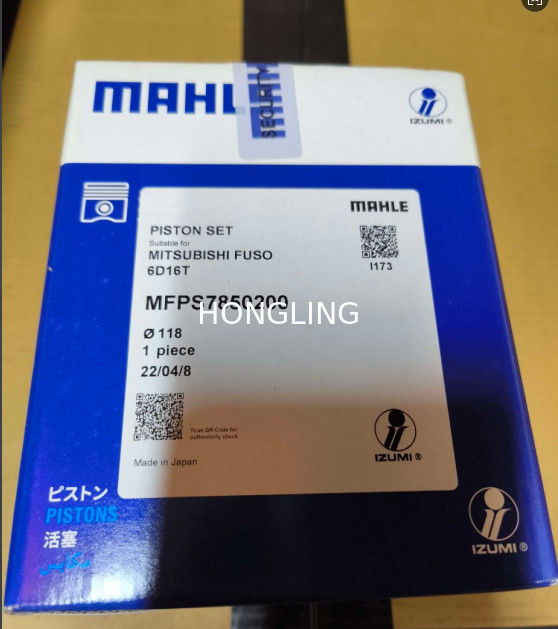 MAHL
SECURITY
IZUMI®
MAHLE
PISTON SET
Suitable for
MITSUBISHI FUSO
6D16T
I173
MFPS7850200
HONGLING
Ø 118
1 piece
22/04/8
Scan QR-Code for
authenticity check
IZUMI®
Made in Japan
ピストン
PISTONS
活塞
IZUMI®